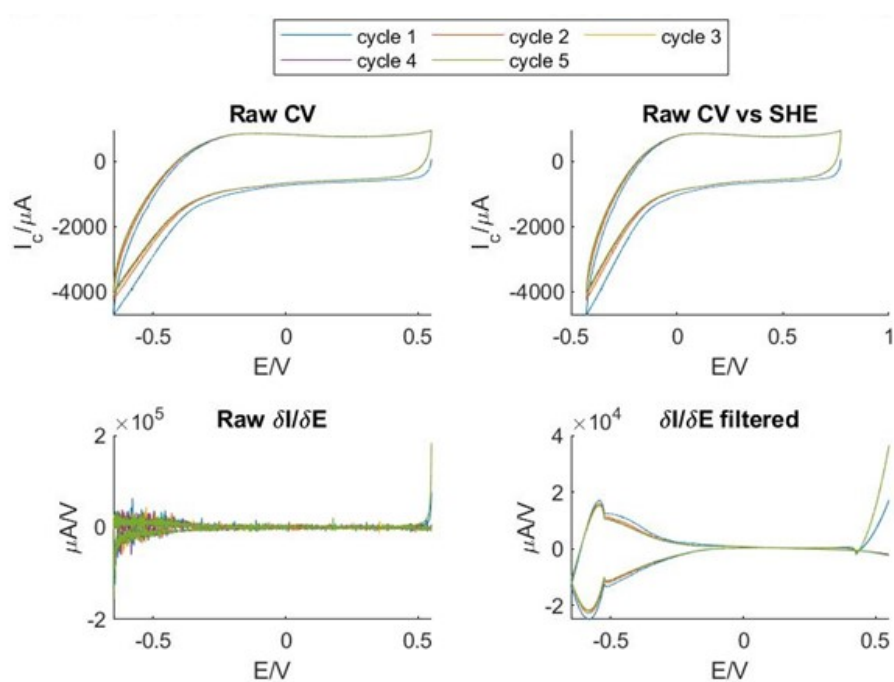 cycle 1 cycle 2 cycle 3
cycle 4 cycle 5
Raw CV
I_c/μA
0
-2000
-4000
-0.5 0 0.5
E/V
Raw CV vs SHE
I_c/μA
0
-2000
-4000
-0.5 0 0.5 1
E/V
×10^5
Raw δI/δE
μA/V
2
0
-2
-0.5 0 0.5
E/V
×10^4
δI/δE filtered
μA/V
4
2
0
-2
-0.5 0 0.5
E/V